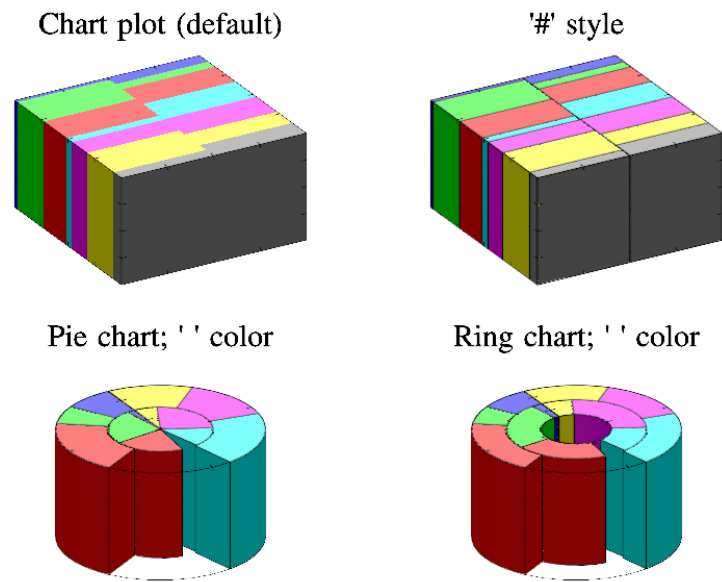 Chart plot (default)
'#' style
Pie chart; ' ' color
Ring chart; ' ' color